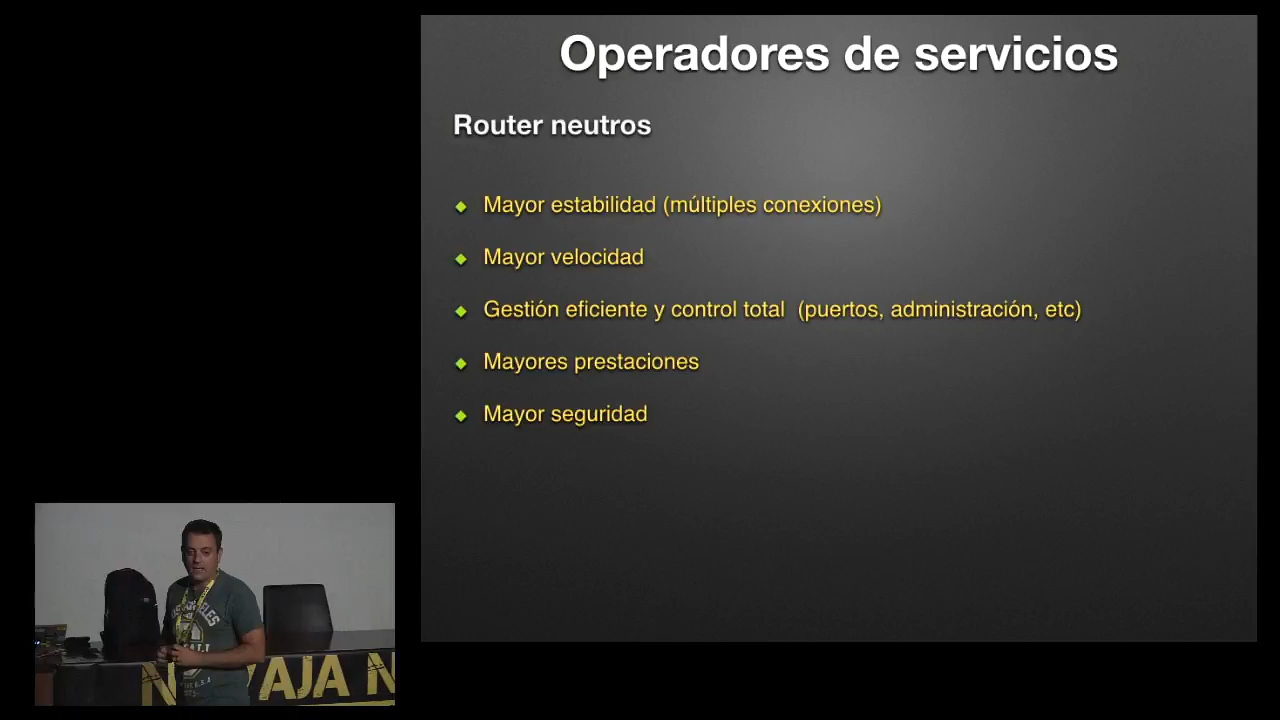 Operadores de servicios
Router neutros
Mayor estabilidad (múltiples conexiones)
Mayor velocidad
Gestión eficiente y control total (puertos, administración, etc)
Mayores prestaciones
Mayor seguridad